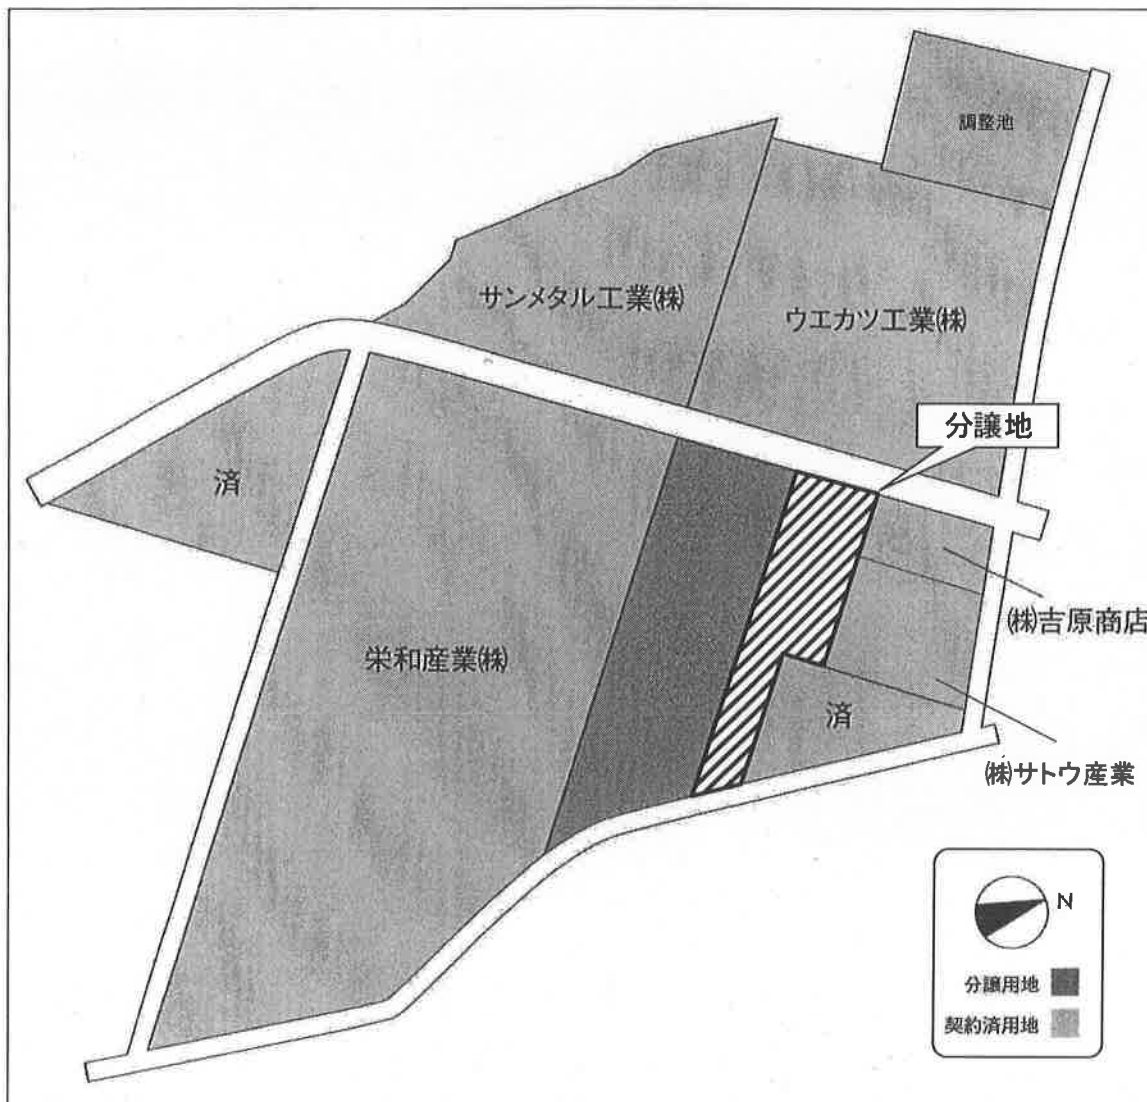 調整池
サンメタル工業㈱
ウエカツ工業㈱
分譲地
済
㈱吉原商店
栄和産業㈱
済
㈱サトウ産業
N
分譲用地
契約済用地